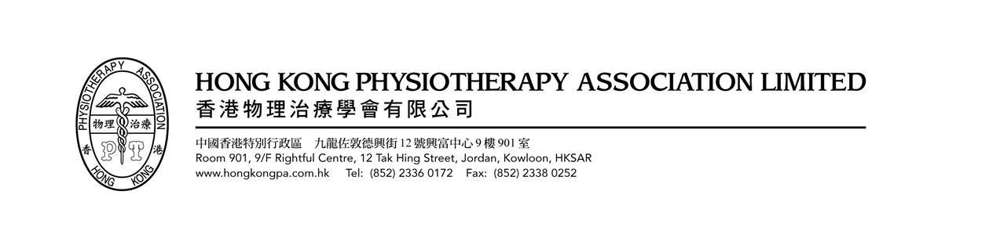 PHYSIOTHERAPY ASSOCIATION
物理治療
香 PT 港
HONG KONG
HONG KONG PHYSIOTHERAPY ASSOCIATION LIMITED
香港物理治療學會有限公司
中國香港特別行政區 九龍佐敦德興街 12 號興富中心 9 樓 901 室
Room 901, 9/F Rightful Centre, 12 Tak Hing Street, Jordan, Kowloon, HKSAR
www.hongkongpa.com.hk Tel: (852) 2336 0172 Fax: (852) 2338 0252